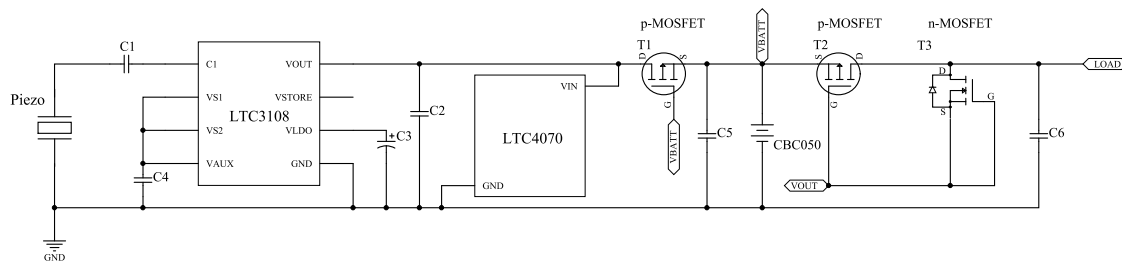 p-MOSFET
p-MOSFET
n-MOSFET
VBATT
C1
T1
T2
T3
D
S
S
D
C1
VOUT
LOAD
Piezo
VIN
D
G
S
VS1
VSTORE
LTC3108
G
G
C2
VS2
VLDO
+
C3
LTC4070
C5
CBC050
C6
VBATT
VAUX
GND
C4
GND
VOUT
GND